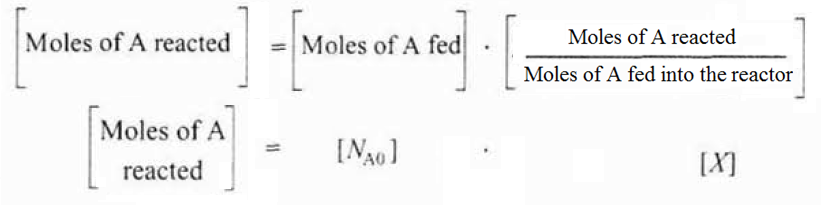 [Moles of A reacted] = [Moles of A fed] · [Moles of A reacted
Moles of A fed into the reactor]
[Moles of A
reacted] = [N_A0] · [X]